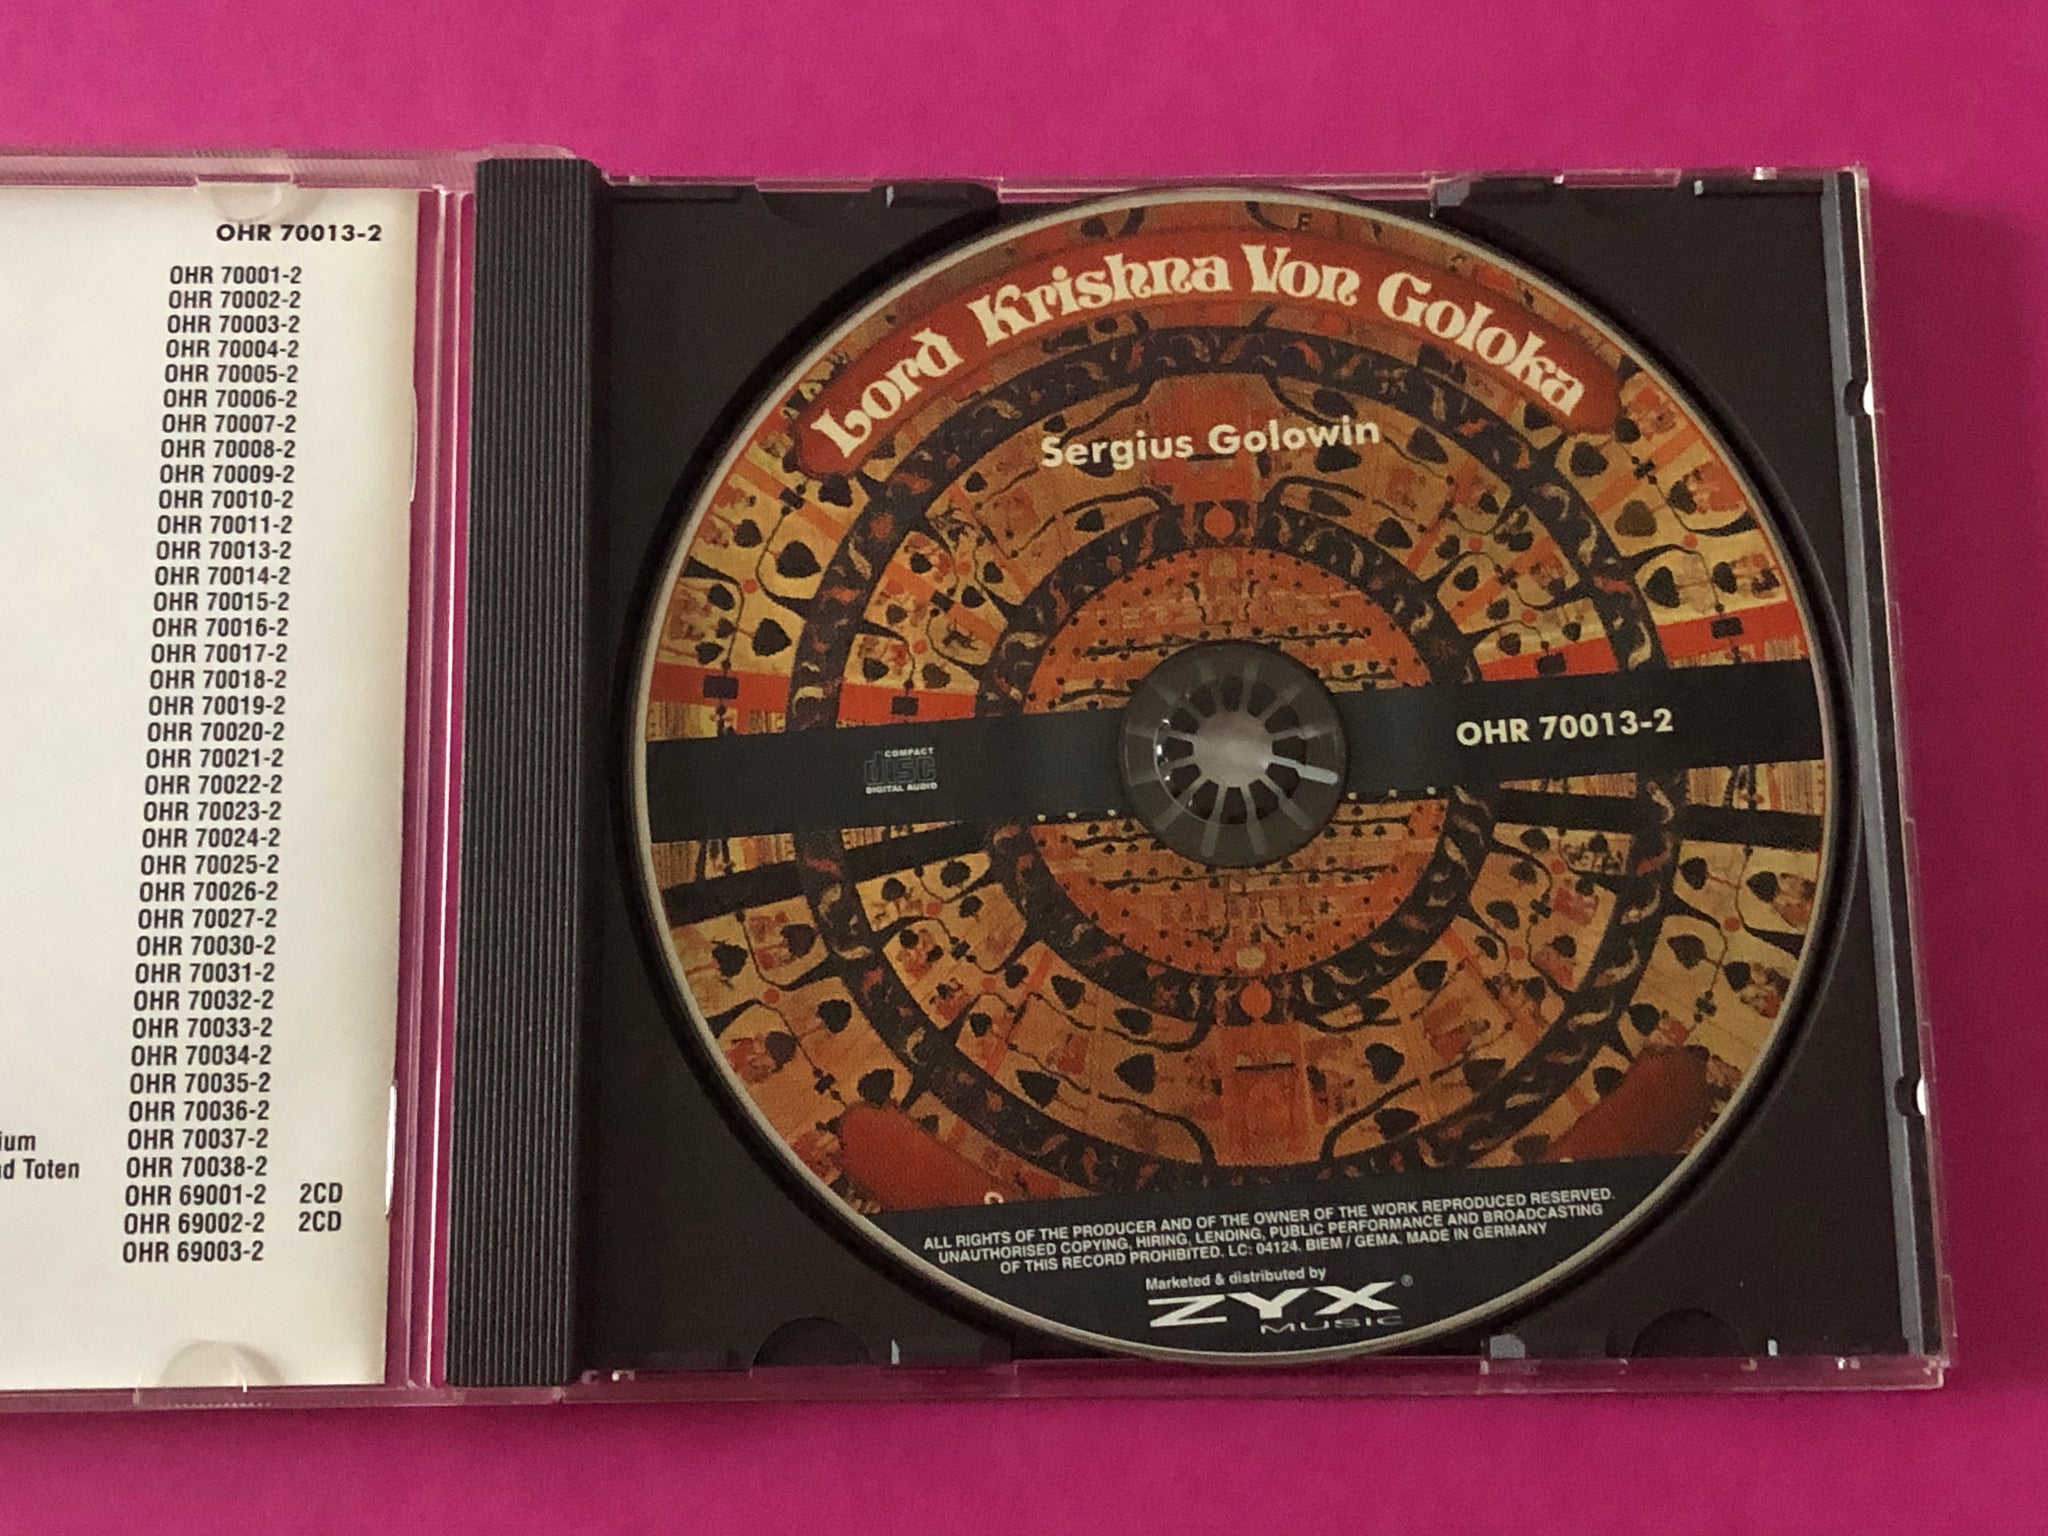 OHR 70013-2
OHR 70001-2
OHR 70002-2
OHR 70003-2
OHR 70004-2
OHR 70005-2
OHR 70006-2
OHR 70007-2
OHR 70008-2
OHR 70009-2
OHR 70010-2
OHR 70011-2
OHR 70013-2
OHR 70014-2
OHR 70015-2
OHR 70016-2
OHR 70017-2
OHR 70018-2
OHR 70019-2
OHR 70020-2
OHR 70021-2
OHR 70022-2
OHR 70023-2
OHR 70024-2
OHR 70025-2
OHR 70026-2
OHR 70027-2
OHR 70030-2
OHR 70031-2
OHR 70032-2
OHR 70033-2
OHR 70034-2
OHR 70035-2
OHR 70036-2
ium OHR 70037-2
d Toten OHR 70038-2
OHR 69001-2 2CD
OHR 69002-2 2CD
OHR 69003-2
Lord Krishna Von Goloka
Sergius Golowin
COMPACT
disc
DIGITAL AUDIO
OHR 70013-2
ALL RIGHTS OF THE PRODUCER AND OF THE OWNER OF THE WORK REPRODUCED RESERVED.
UNAUTHORISED COPYING, HIRING, LENDING, PUBLIC PERFORMANCE AND BROADCASTING
OF THIS RECORD PROHIBITED. LC: 04124. BIEM / GEMA. MADE IN GERMANY
Marketed & distributed by
ZYX®
MUSIC